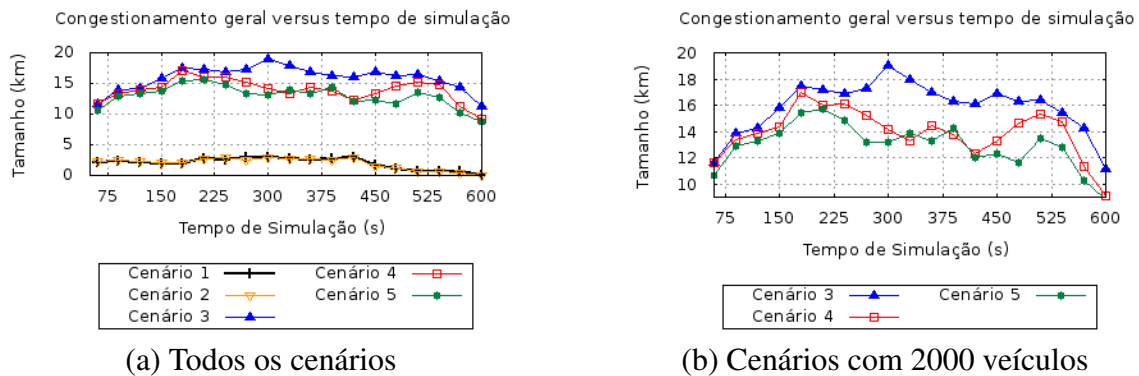 Congestionamento geral versus tempo de simulação
Tamanho (km)
20
15
10
5
0
75 150 225 300 375 450 525 600
Tempo de Simulação (s)
Cenário 1 Cenário 4
Cenário 2 Cenário 5
Cenário 3
(a) Todos os cenários
Congestionamento geral versus tempo de simulação
Tamanho (km)
20
18
16
14
12
10
75 150 225 300 375 450 525 600
Tempo de Simulação (s)
Cenário 3 Cenário 5
Cenário 4
(b) Cenários com 2000 veículos